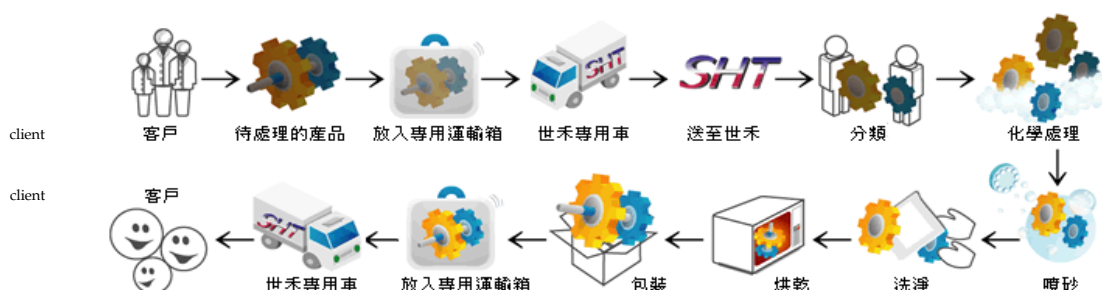 SHT
SHT
client 客戶 待處理的產品 放入專用運輸箱 世禾專用車 送至世禾 分類 化學處理
client 客戶
SHT
世禾專用車 放入專用運輸箱 包裝 烘乾 洗淨 噴砂